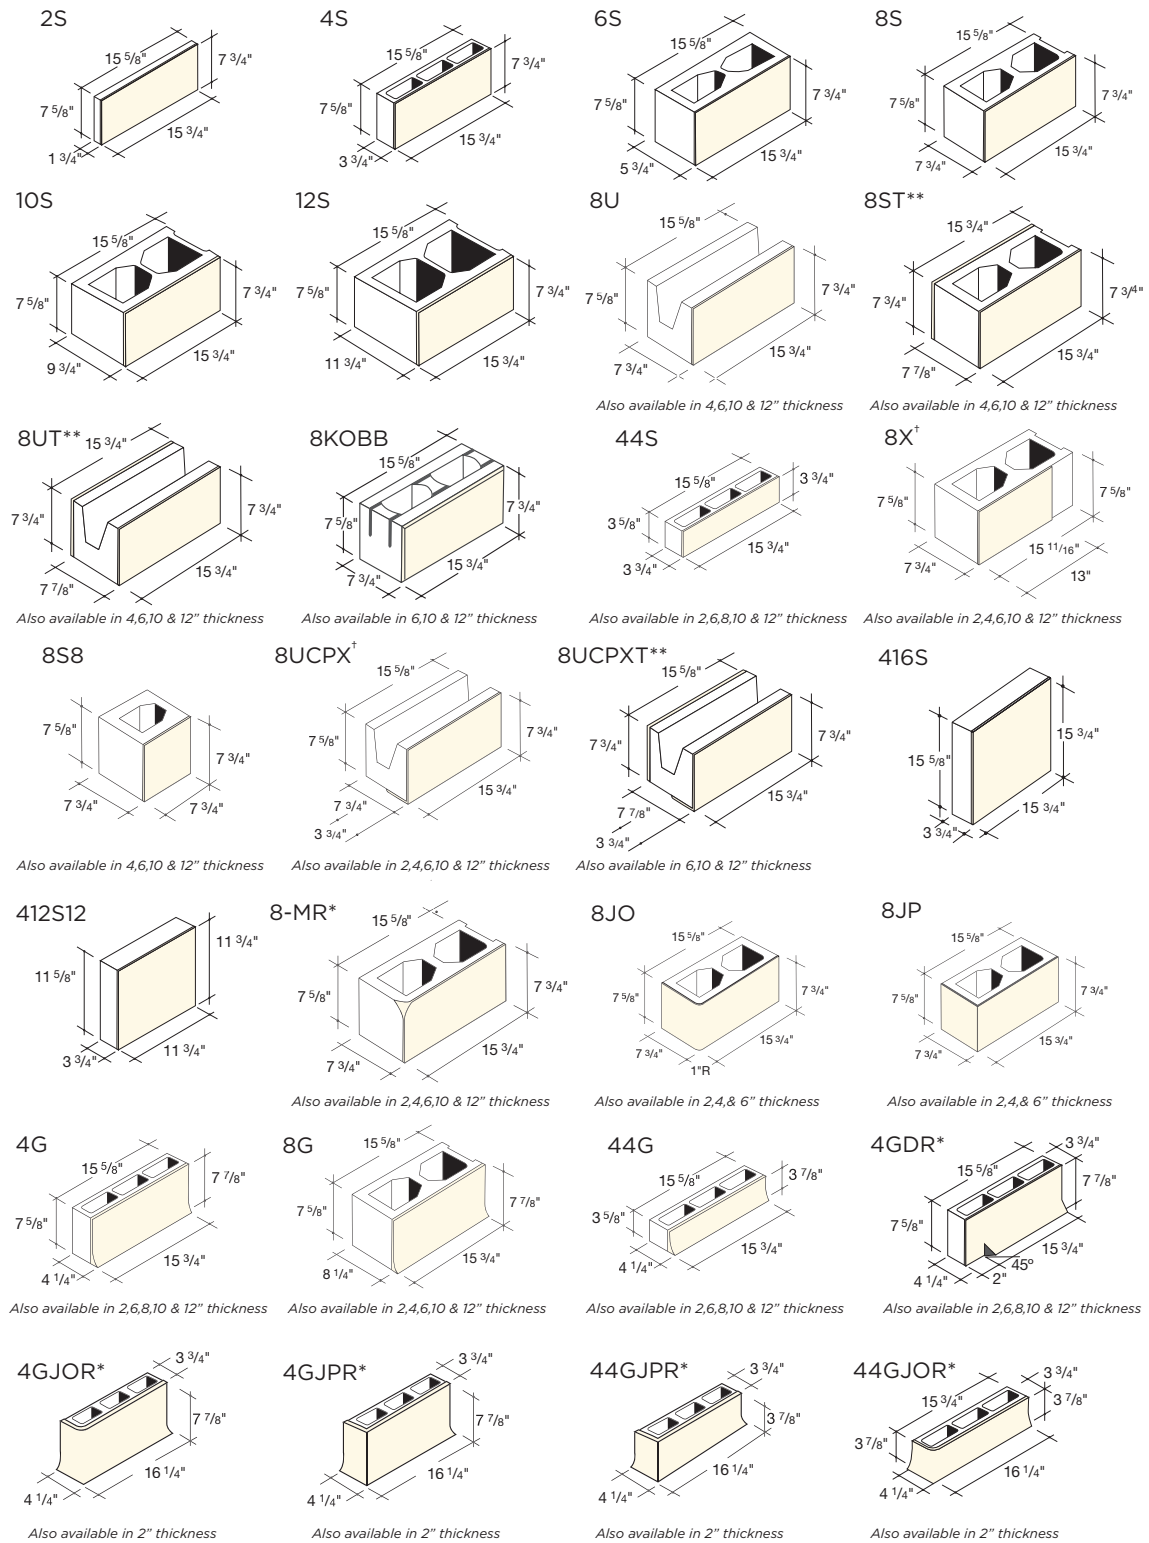 2S
15 5/8"
7 3/4"
7 5/8"
15 3/4"
1 3/4"
4S
15 5/8"
7 3/4"
7 5/8"
15 3/4"
3 3/4"
6S
15 5/8"
7 5/8"
7 3/4"
15 3/4"
5 3/4"
8S
15 5/8"
7 5/8"
7 3/4"
15 3/4"
7 3/4"
10S
15 5/8"
7 5/8"
7 3/4"
15 3/4"
9 3/4"
12S
15 5/8"
7 5/8"
7 3/4"
15 3/4"
11 3/4"
8U
15 5/8"
7 5/8"
7 3/4"
15 3/4"
7 3/4"
Also available in 4,6,10 & 12” thickness
8ST**
15 3/4"
7 3/4"
7 3/4"
15 3/4"
7 7/8"
Also available in 4,6,10 & 12” thickness
8UT**
15 3/4"
7 3/4"
7 3/4"
15 3/4"
7 7/8"
Also available in 4,6,10 & 12” thickness
8KOBB
15 5/8"
7 5/8"
7 3/4"
15 3/4"
7 3/4"
Also available in 6,10 & 12” thickness
44S
15 5/8"
3 3/4"
3 5/8"
15 3/4"
3 3/4"
Also available in 2,6,8,10 & 12” thickness
8X†
7 5/8"
7 5/8"
15 11/16"
7 3/4"
13"
Also available in 2,4,6,10 & 12” thickness
8S8
7 5/8"
7 3/4"
7 3/4"
7 3/4"
Also available in 4,6,10 & 12” thickness
8UCPX†
15 5/8"
7 5/8"
7 3/4"
15 3/4"
7 3/4"
3 3/4"
Also available in 2,4,6,10 & 12” thickness
8UCPXT**
15 5/8"
7 3/4"
7 3/4"
15 3/4"
7 7/8"
3 3/4"
Also available in 6,10 & 12” thickness
416S
15 3/4"
15 5/8"
15 3/4"
3 3/4"
412S12
11 3/4"
11 5/8"
11 3/4"
3 3/4"
8-MR*
15 5/8"
7 5/8"
7 3/4"
15 3/4"
7 3/4"
Also available in 2,4,6,10 & 12” thickness
8JO
15 5/8"
7 5/8"
7 3/4"
15 3/4"
7 3/4"
1"R
Also available in 2,4,& 6” thickness
8JP
15 5/8"
7 5/8"
7 3/4"
15 3/4"
7 3/4"
Also available in 2,4,& 6” thickness
4G
15 5/8"
7 7/8"
7 5/8"
15 3/4"
4 1/4"
Also available in 2,6,8,10 & 12” thickness
8G
15 5/8"
7 7/8"
7 5/8"
15 3/4"
8 1/4"
Also available in 2,4,6,10 & 12” thickness
44G
15 5/8"
3 7/8"
3 5/8"
15 3/4"
4 1/4"
Also available in 2,6,8,10 & 12” thickness
4GDR*
3 3/4"
15 5/8"
7 7/8"
7 5/8"
15 3/4"
45º
4 1/4"
2"
Also available in 2,6,8,10 & 12” thickness
4GJOR*
3 3/4"
7 7/8"
16 1/4"
4 1/4"
Also available in 2” thickness
4GJPR*
3 3/4"
7 7/8"
16 1/4"
4 1/4"
Also available in 2” thickness
44GJPR*
3 3/4"
3 7/8"
16 1/4"
4 1/4"
Also available in 2” thickness
44GJOR*
3 3/4"
15 3/4"
3 7/8"
3 7/8"
16 1/4"
4 1/4"
Also available in 2” thickness